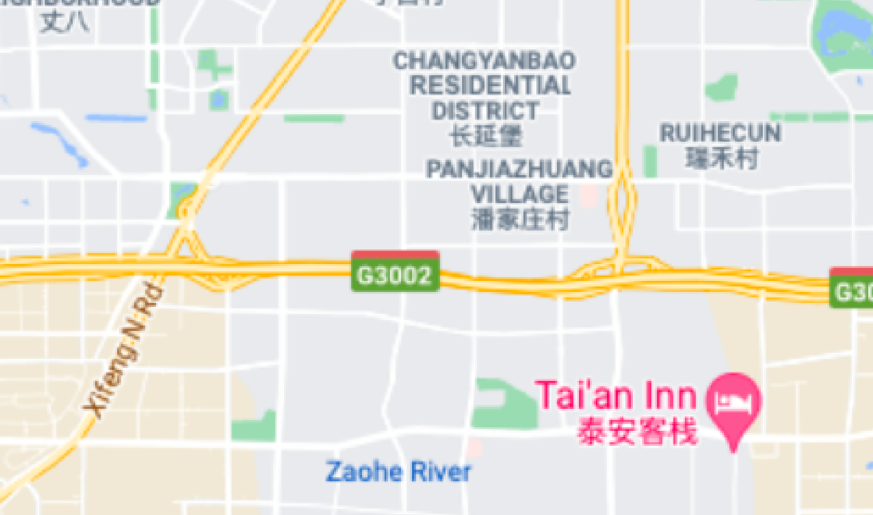 丈八
CHANGYANBAO
RESIDENTIAL
DISTRICT
长延堡
RUIHECUN
瑞禾村
PANJIAZHUANG
VILLAGE
潘家庄村
G3002
Xifeng N Rd
Tai'an Inn
泰安客栈
Zaohe River